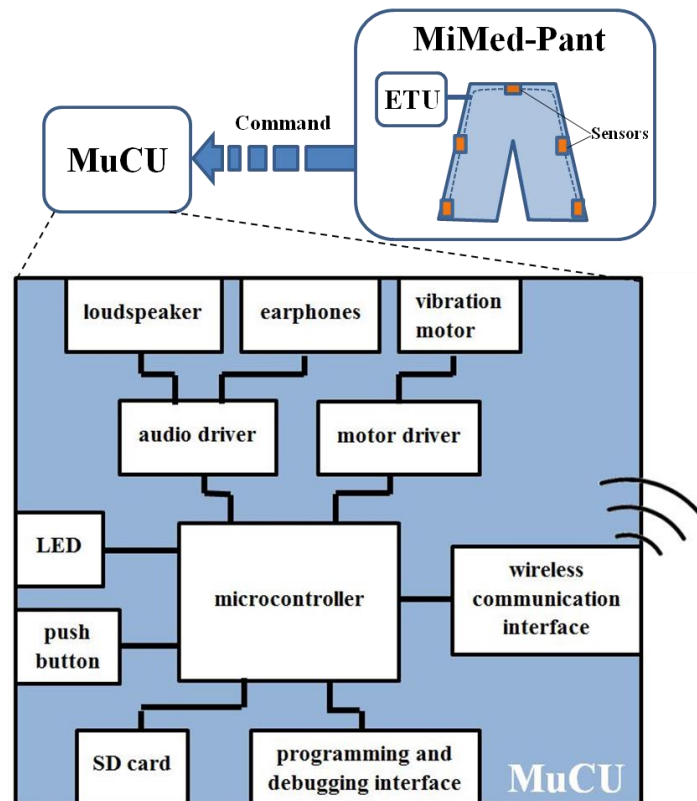 MiMed-Pant
ETU
Sensors
Command
MuCU
loudspeaker
earphones
vibration
motor
audio driver
motor driver
LED
microcontroller
wireless
communication
interface
push
button
SD card
programming and
debugging interface
MuCU